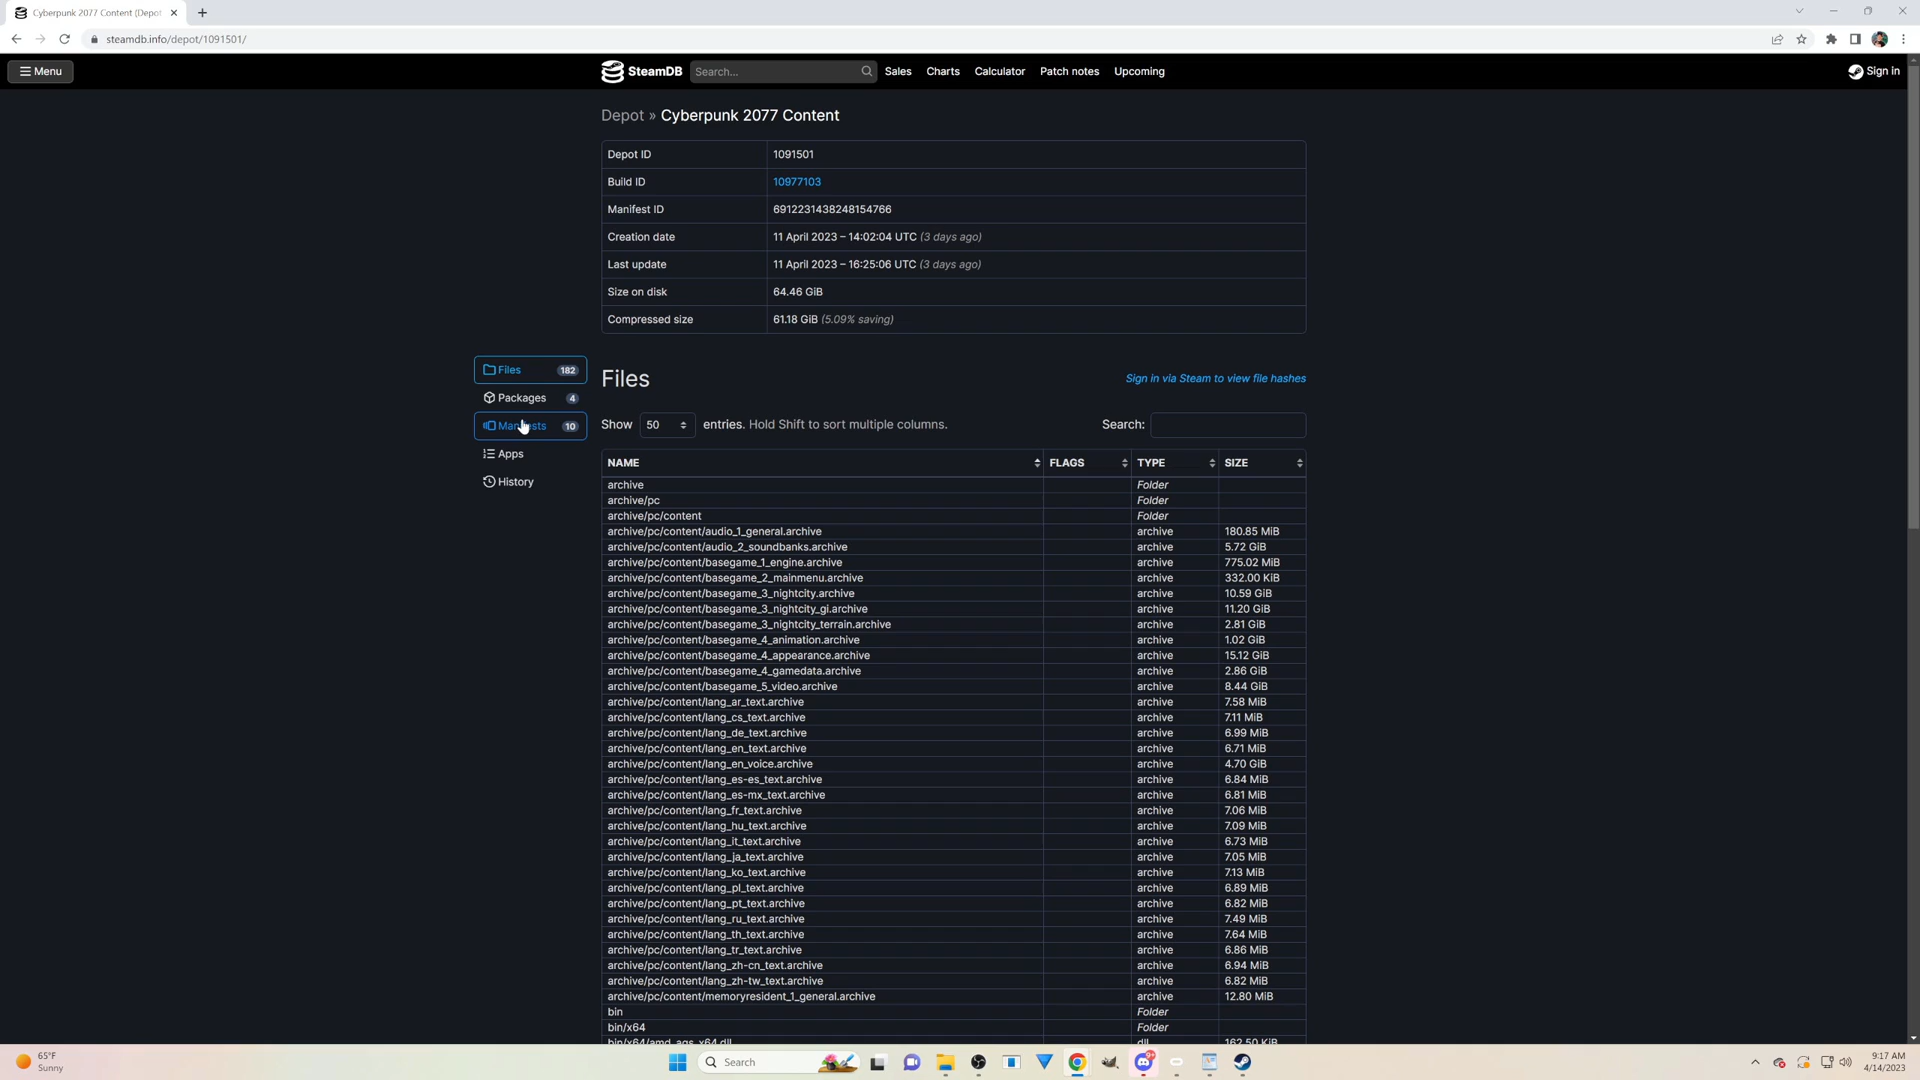 Cyberpunk 2077 Content (Depot
steamdb.info/depot/1091501/
Menu
SteamDB
Search...
Sales
Charts
Calculator
Patch notes
Upcoming
Sign in
Depot » Cyberpunk 2077 Content
Depot ID 1091501
Build ID 10977103
Manifest ID 6912231438248154766
Creation date 11 April 2023 – 14:02:04 UTC (3 days ago)
Last update 11 April 2023 – 16:25:06 UTC (3 days ago)
Size on disk 64.46 GiB
Compressed size 61.18 GiB (5.09% saving)
Files 182
Packages 4
Manifests 10
Apps
History
Files
Sign in via Steam to view file hashes
Show 50 entries. Hold Shift to sort multiple columns.
Search:
NAME FLAGS TYPE SIZE
archive Folder
archive/pc Folder
archive/pc/content Folder
archive/pc/content/audio_1_general.archive archive 180.85 MiB
archive/pc/content/audio_2_soundbanks.archive archive 5.72 GiB
archive/pc/content/basegame_1_engine.archive archive 775.02 MiB
archive/pc/content/basegame_2_mainmenu.archive archive 332.00 KiB
archive/pc/content/basegame_3_nightcity.archive archive 10.59 GiB
archive/pc/content/basegame_3_nightcity_gi.archive archive 11.20 GiB
archive/pc/content/basegame_3_nightcity_terrain.archive archive 2.81 GiB
archive/pc/content/basegame_4_animation.archive archive 1.02 GiB
archive/pc/content/basegame_4_appearance.archive archive 15.12 GiB
archive/pc/content/basegame_4_gamedata.archive archive 2.86 GiB
archive/pc/content/basegame_5_video.archive archive 8.44 GiB
archive/pc/content/lang_ar_text.archive archive 7.58 MiB
archive/pc/content/lang_cs_text.archive archive 7.11 MiB
archive/pc/content/lang_de_text.archive archive 6.99 MiB
archive/pc/content/lang_en_text.archive archive 6.71 MiB
archive/pc/content/lang_en_voice.archive archive 4.70 GiB
archive/pc/content/lang_es-es_text.archive archive 6.84 MiB
archive/pc/content/lang_es-mx_text.archive archive 6.81 MiB
archive/pc/content/lang_fr_text.archive archive 7.06 MiB
archive/pc/content/lang_hu_text.archive archive 7.09 MiB
archive/pc/content/lang_it_text.archive archive 6.73 MiB
archive/pc/content/lang_ja_text.archive archive 7.05 MiB
archive/pc/content/lang_ko_text.archive archive 7.13 MiB
archive/pc/content/lang_pl_text.archive archive 6.89 MiB
archive/pc/content/lang_pt_text.archive archive 6.82 MiB
archive/pc/content/lang_ru_text.archive archive 7.49 MiB
archive/pc/content/lang_th_text.archive archive 7.64 MiB
archive/pc/content/lang_tr_text.archive archive 6.86 MiB
archive/pc/content/lang_zh-cn_text.archive archive 6.94 MiB
archive/pc/content/lang_zh-tw_text.archive archive 6.82 MiB
archive/pc/content/memoryresident_1_general.archive archive 12.80 MiB
bin Folder
bin/x64 Folder
bin/x64/amd_ags_x64.dll dll 162.50 KiB
65°F
Sunny
Search
9:17 AM
4/14/2023